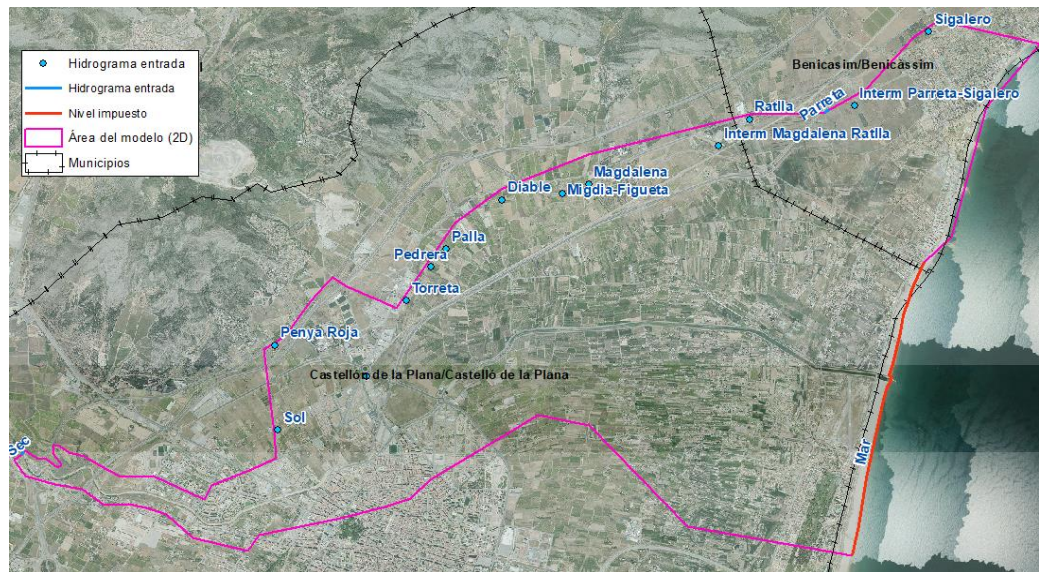 Hidrograma entrada
Hidrograma entrada
Nivel impuesto
Área del modelo (2D)
Municipios
Sigalero
Benicasim/Benicàssim
Parreta
Interm Parreta-Sigalero
Ratlla
Interm Magdalena Ratlla
Magdalena
Migdia-Figueta
Diable
Palla
Pedrera
Torreta
Penya Roja
Castellón de la Plana/Castelló de la Plana
Sol
Sec
Mar